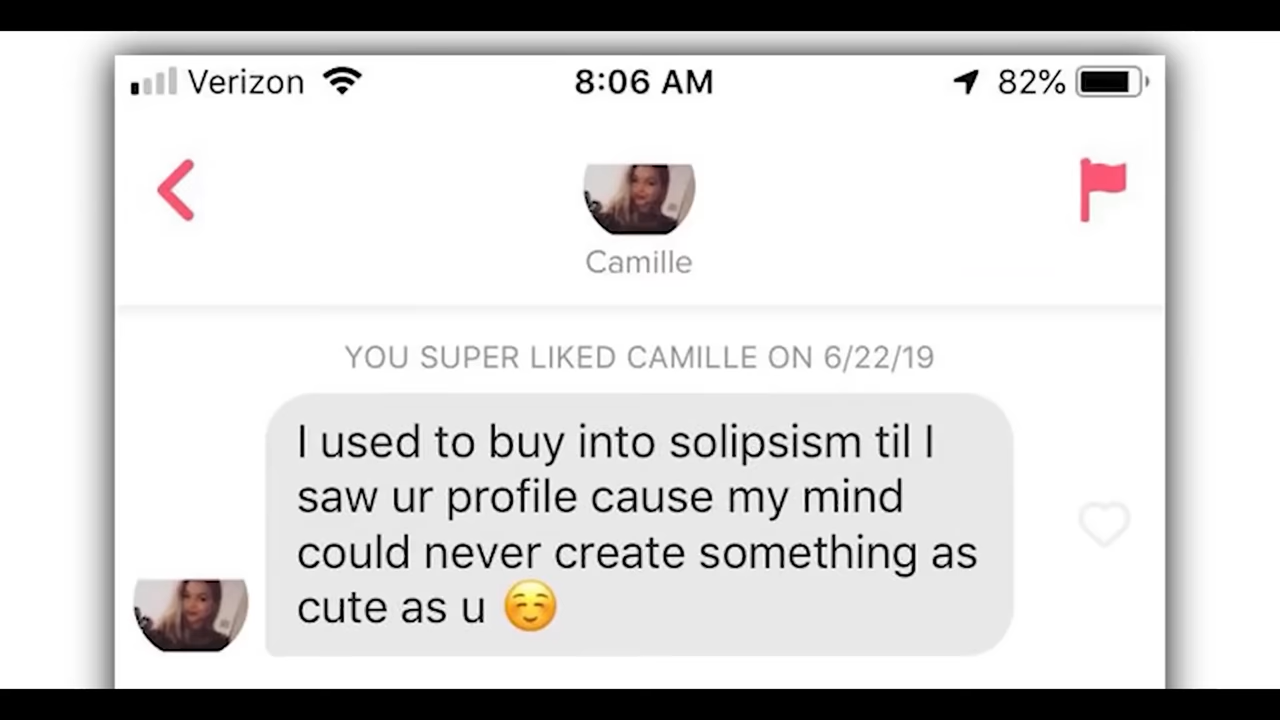 Verizon 8:06 AM 82%
Camille
YOU SUPER LIKED CAMILLE ON 6/22/19
I used to buy into solipsism til I
saw ur profile cause my mind
could never create something as
cute as u ☺️